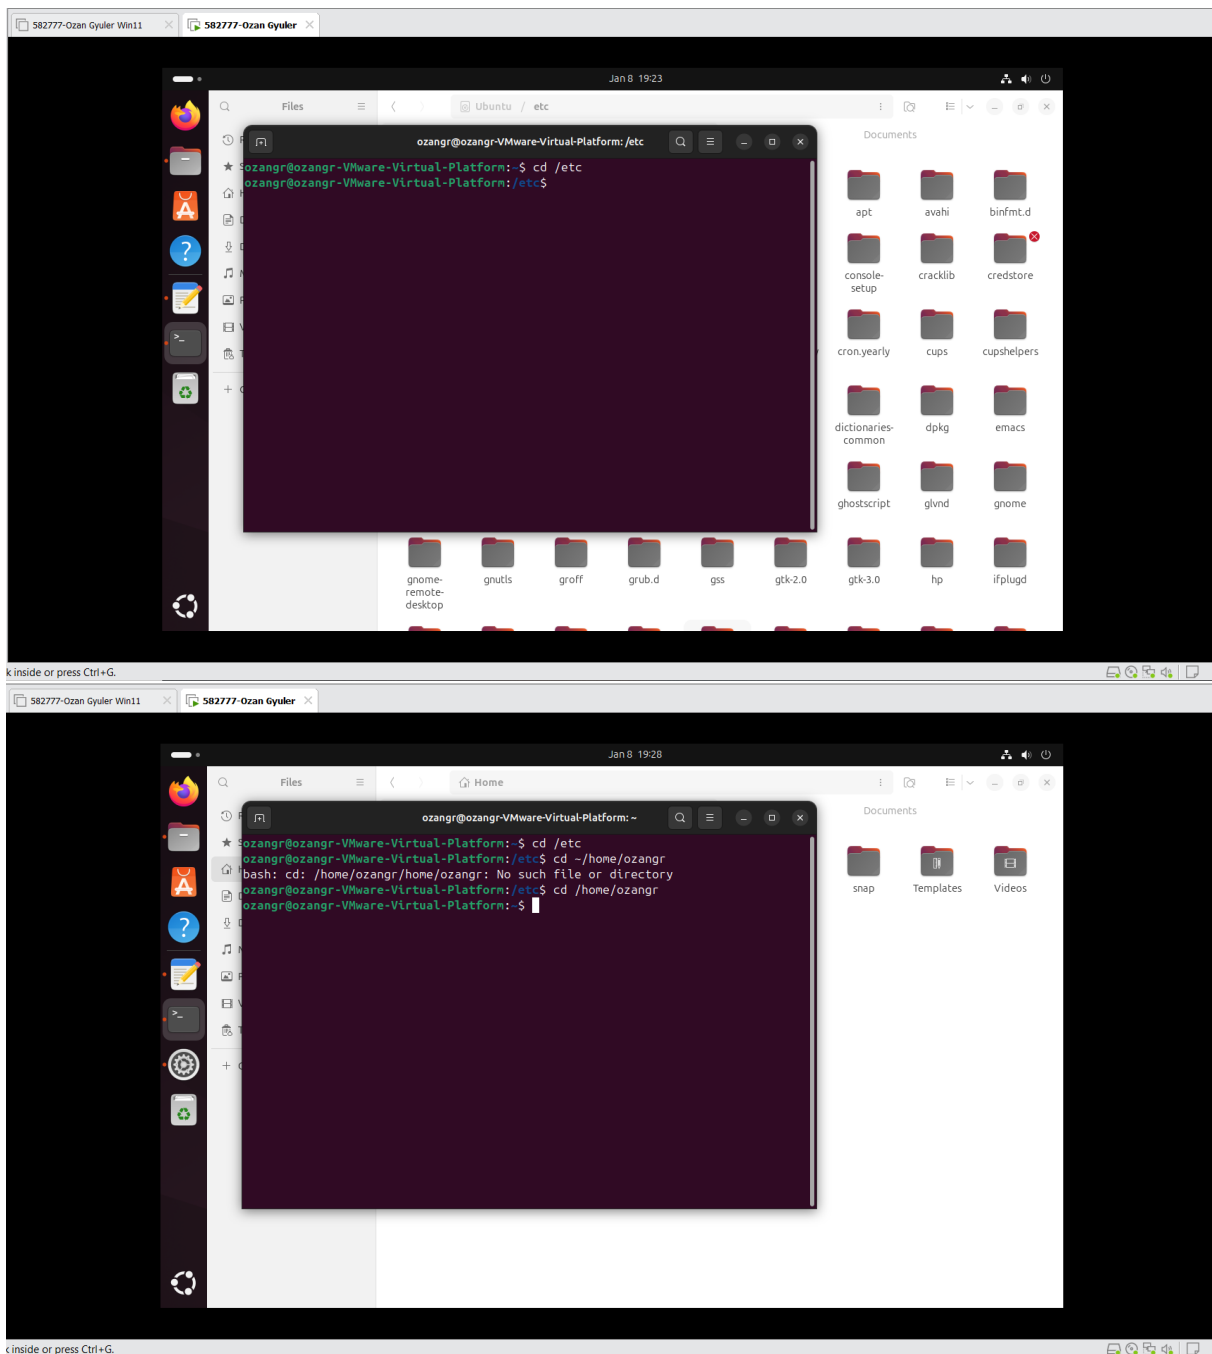 582777-Ozan Gyuler Win11
582777-Ozan Gyuler
Jan 8 19:23
Files
Ubuntu / etc
ozangr@ozangr-VMware-Virtual-Platform: /etc
Documents
ozangr@ozangr-VMware-Virtual-Platform:~$ cd /etc
ozangr@ozangr-VMware-Virtual-Platform:/etc$
apt
avahi
binfmt.d
console-
setup
cracklib
credstore
cron.yearly
cups
cupshelpers
dictionaries-
common
dpkg
emacs
ghostscript
glvnd
gnome
gnome-
remote-
desktop
gnutls
groff
grub.d
gss
gtk-2.0
gtk-3.0
hp
ifplugd
k inside or press Ctrl+G.
582777-Ozan Gyuler Win11
582777-Ozan Gyuler
Jan 8 19:28
Files
Home
ozangr@ozangr-VMware-Virtual-Platform: ~
Documents
ozangr@ozangr-VMware-Virtual-Platform:~$ cd /etc
ozangr@ozangr-VMware-Virtual-Platform:/etc$ cd ~/home/ozangr
bash: cd: /home/ozangr/home/ozangr: No such file or directory
ozangr@ozangr-VMware-Virtual-Platform:/etc$ cd /home/ozangr
ozangr@ozangr-VMware-Virtual-Platform:~$
snap
Templates
Videos
inside or press Ctrl+G.